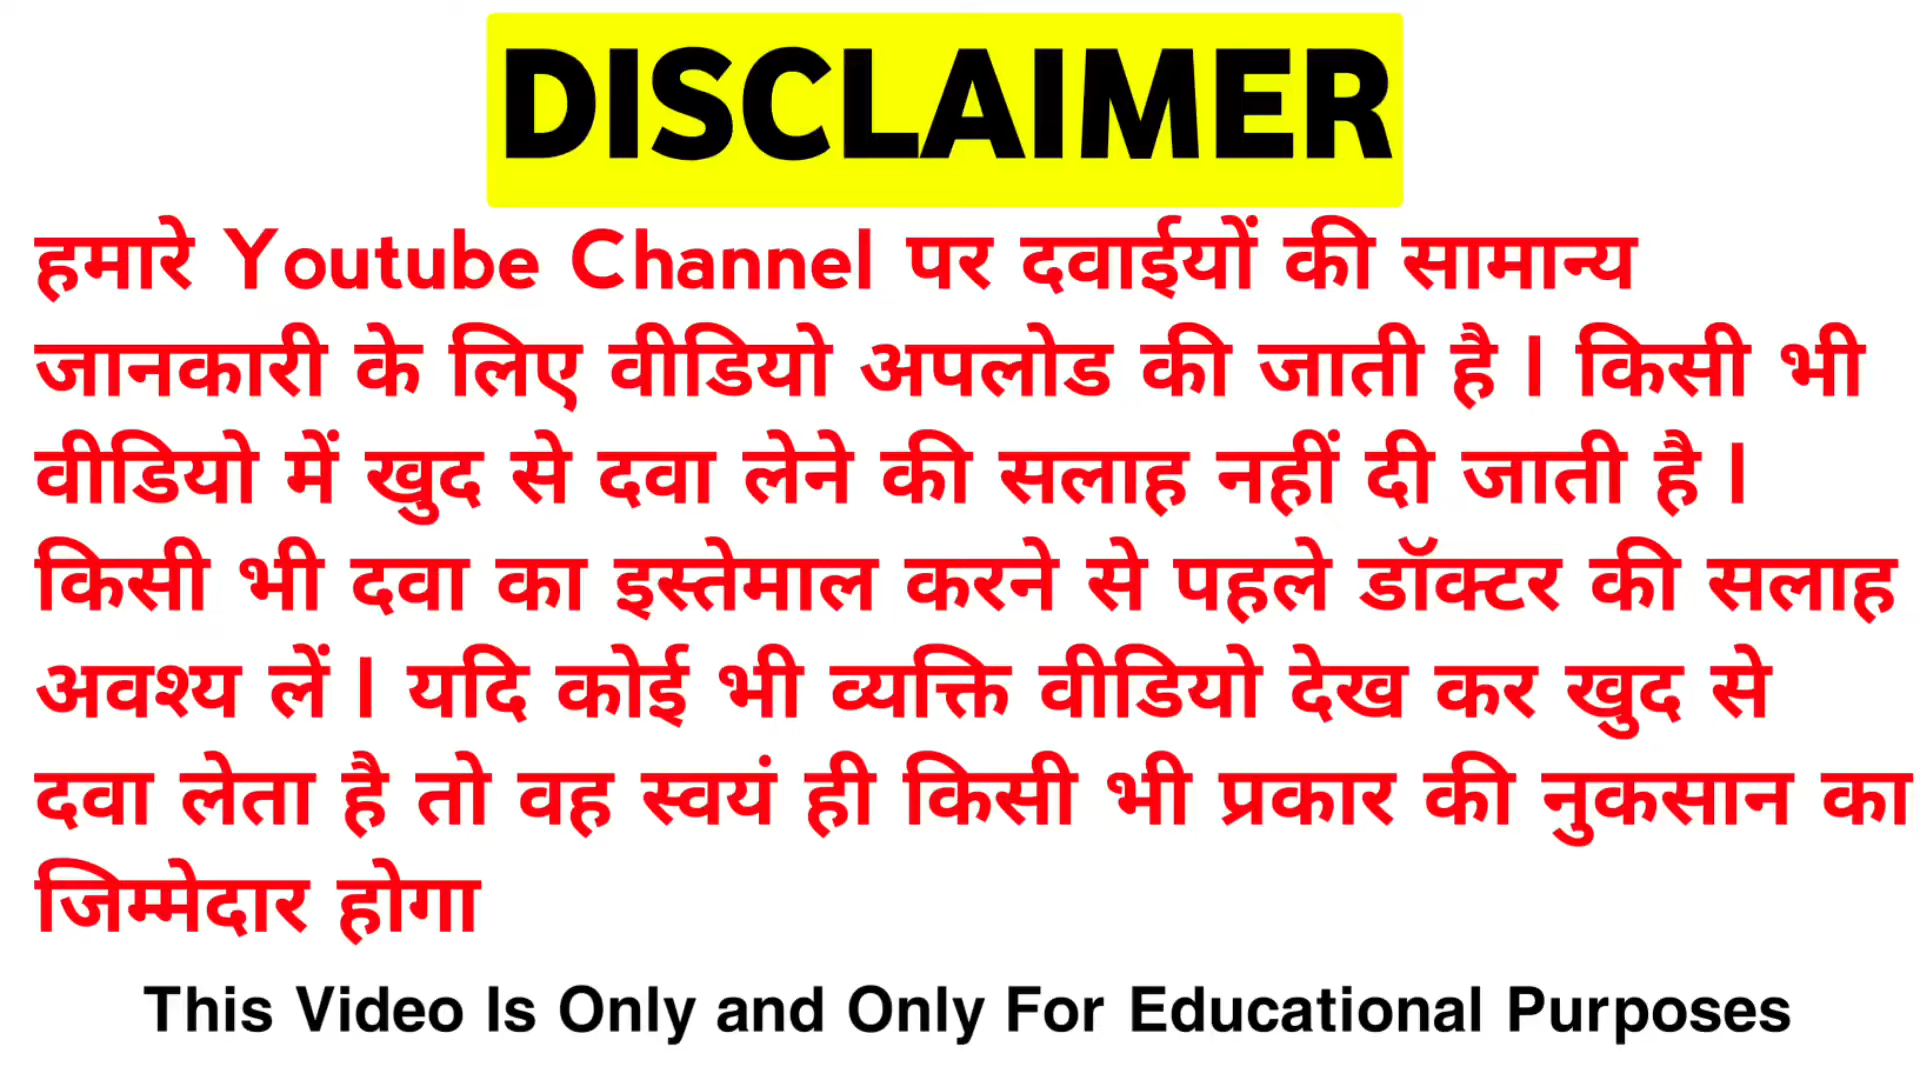 DISCLAIMER
हमारे Youtube Channel पर दवाईयों की सामान्य
जानकारी के लिए वीडियो अपलोड की जाती है।किसी भी
वीडियो में खुद से दवा लेने की सलाह नहीं दी जाती है।
किसी भी दवा का इस्तेमाल करने से पहले डॉक्टर की सलाह
अवश्य लें। यदि कोई भी व्यक्ति वीडियो देख कर खुद से
दवा लेता है तो वह स्वयं ही किसी भी प्रकार की नुकसान का
जिम्मेदार होगा
This Video Is Only and Only For Educational Purposes